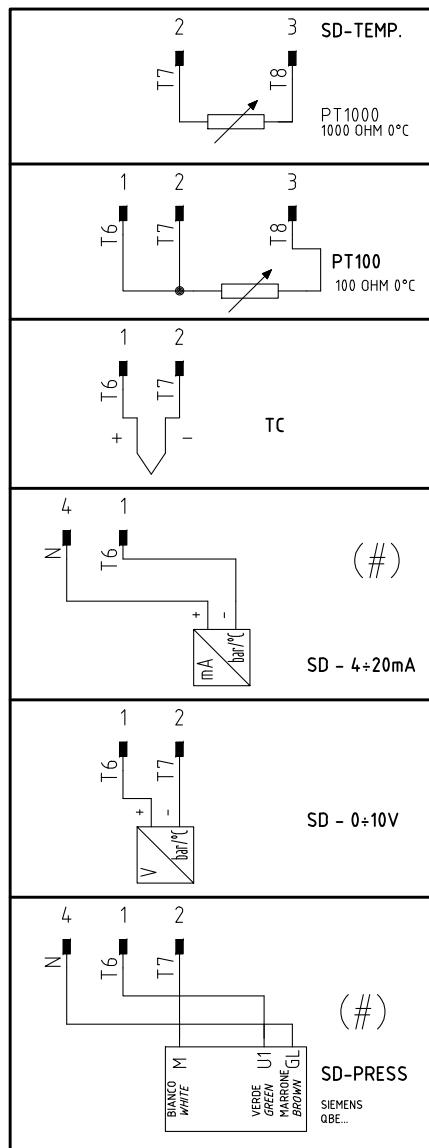 2 3 SD-TEMP.
T7 T8
PT1000
1000 OHM 0°C
1 2 3
T6 T7 T8
PT100
100 OHM 0°C
1 2
T6 T7
+ -
TC
4 1
N T6
(#)
+ -
mA bar/°C
SD - 4÷20mA
1 2
T6 T7
+ -
V bar/°C
SD - 0÷10V
4 1 2
N T6 T7
(#)
M U1 GL
BIANCO VERDE MARRONE
WHITE GREEN BROWN
SD-PRESS
SIEMENS
QBE...